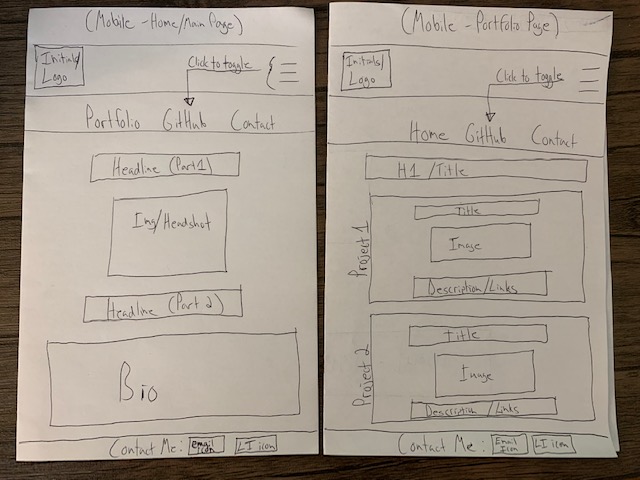 (Mobile - Home/Main Page)
Initials/
Logo
Click to toggle
Portfolio GitHub Contact
Headline (Part 1)
Img/Headshot
Headline (Part 2)
Bio
Contact Me: email icon LI icon
(Mobile - Portfolio Page)
Initials/
Logo
Click to toggle
Home GitHub Contact
H1 /Title
Project 1
Title
Image
Description/Links
Project 2
Title
Image
Description /Links
Contact Me: Email Icon LI icon